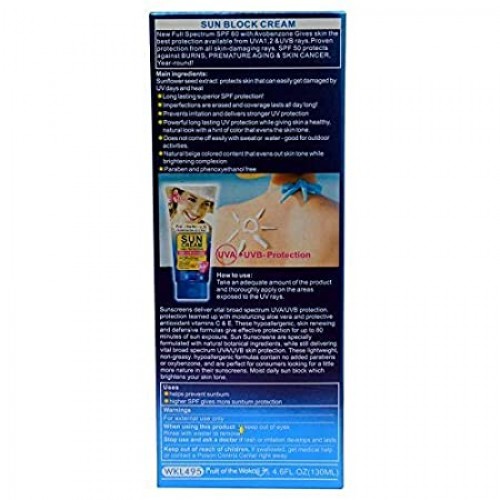 SUN BLOCK CREAM
New Full Spectrum SPF 60 with Avobenzone Gives skin the
best protection available from UVA1, 2 & UVB rays. Proven
protection from all skin-damaging rays. SPF 50 protects
against BURNS, PREMATURE AGING & SKIN CANCER,
Year-round!
Main ingredients:
Sunflower seed extract: protects skin that can easily get damaged by
UV days and heal
Long lasting superior SPF protection!
Imperfections are erased and coverage lasts all day long!
Prevents irritation and delivers stronger UV protection
Powerful long lasting UV protection while giving skin a healthy,
natural look with a hint of color that evens the skin tone.
Does not come off easily with sweat or water - good for outdoor
activities.
Natural beige colored content that evens out skin tone while
brightening complexion
Paraben and phenoxyethanol free
SUN
CREAM
UVA UVB-Protection
How to use:
Take an adequate amount of the product
and thoroughly apply on the areas
exposed to the UV rays.
Sunscreens deliver vital broad spectrum UVA/UVB protection.
protection teamed up with moisturizing aloe vera and protective
antioxidant vitamins C & E. These hypoallergenic, skin renewing
and defensive formulas give effective protection for up to 80
minutes of sun exposure. Sun Sunscreens are specially
formulated with natural botanical ingredients, while still delivering
vital broad spectrum UVA/UVB skin protection. These lightweight,
non-greasy, hypoallergenic formulas contain no added parabens
or oxybenzone, and are perfect for consumers looking for a little
more nature in their sunscreens. Moist daily sun block which
brightens your skin tone.
Uses
helps prevent sunburn
higher SPF gives more sunburn protection
Warnings
For external use only
When using this product keep out of eyes.
Rinse with water to remove
Stop use and ask a doctor if rash or irritation develops and lasts
Keep out of reach of children. If swallowed, get medical help or
contact a Poison Control Center right away.
WKL495 Fruit of the Wokali 4.6FL.OZ(130ML)